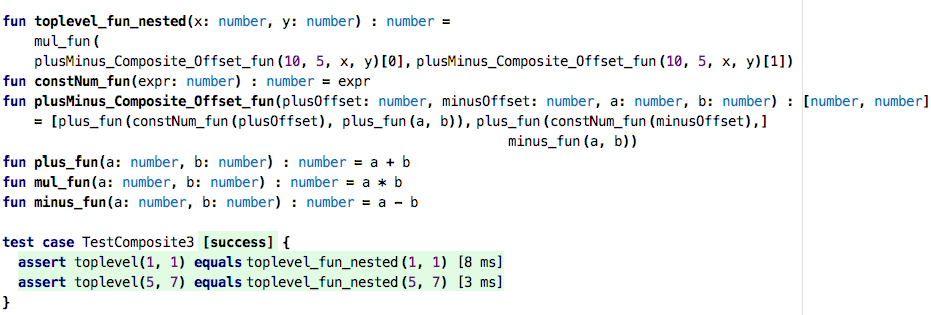 fun toplevel_fun_nested(x: number, y: number) : number =
mul_fun(
plusMinus_Composite_Offset_fun(10, 5, x, y)[0], plusMinus_Composite_Offset_fun(10, 5, x, y)[1])
fun constNum_fun(expr: number) : number = expr
fun plusMinus_Composite_Offset_fun(plusOffset: number, minusOffset: number, a: number, b: number) : [number, number]
= [plus_fun(constNum_fun(plusOffset), plus_fun(a, b)), plus_fun(constNum_fun(minusOffset),]
minus_fun(a, b))
fun plus_fun(a: number, b: number) : number = a + b
fun mul_fun(a: number, b: number) : number = a * b
fun minus_fun(a: number, b: number) : number = a - b
test case TestComposite3 [success] {
assert toplevel(1, 1) equals toplevel_fun_nested(1, 1) [8 ms]
assert toplevel(5, 7) equals toplevel_fun_nested(5, 7) [3 ms]
}